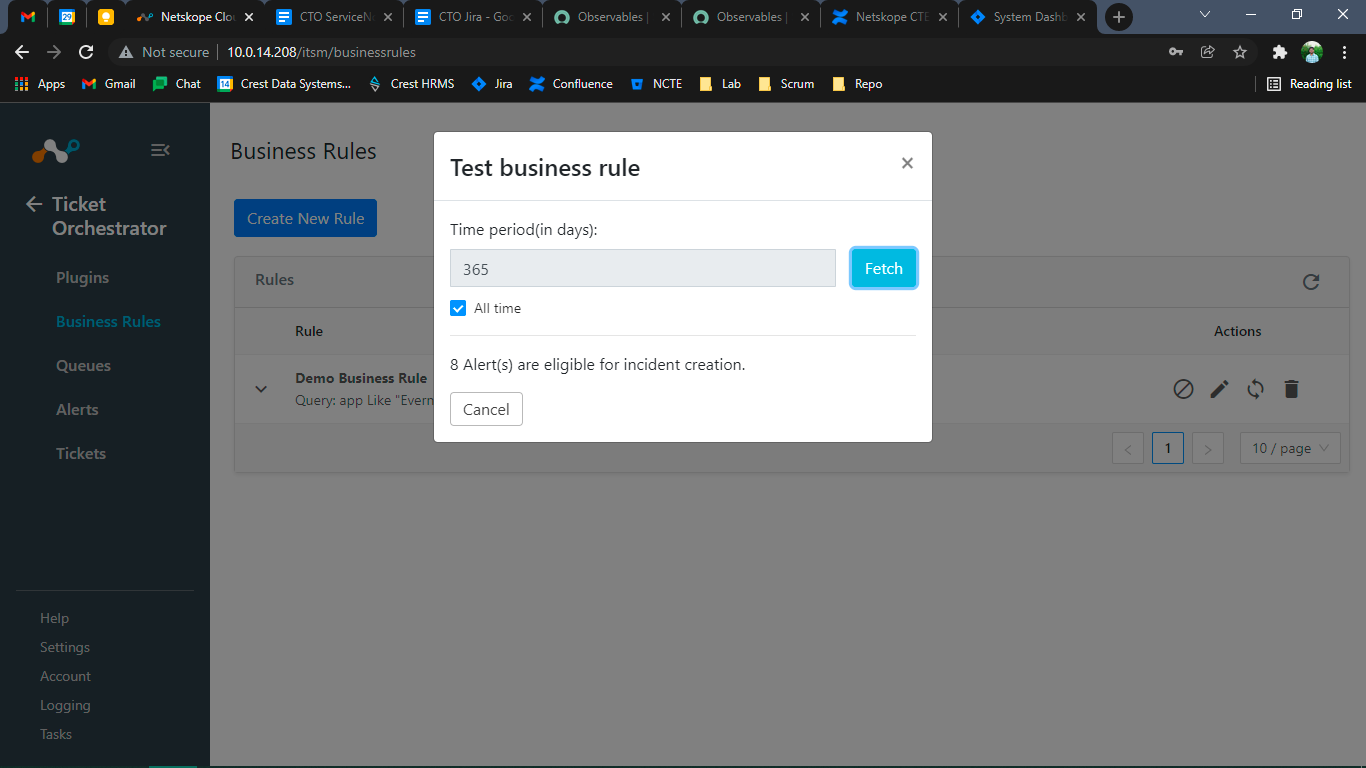 29
Netskope Clou
CTO ServiceN
CTO Jira - Goo
Observables |
Observables |
Netskope CTE
System Dashb
Not secure
10.0.14.208/itsm/businessrules
Apps
Gmail
Chat
14
Crest Data Systems...
Crest HRMS
Jira
Confluence
NCTE
Lab
Scrum
Repo
Reading list
Ticket
Orchestrator
Plugins
Business Rules
Queues
Alerts
Tickets
Help
Settings
Account
Logging
Tasks
Business Rules
Create New Rule
Rules
Rule
Actions
Demo Business Rule
Query: app Like "Evern
1
10 / page
Test business rule
Time period(in days):
365
Fetch
All time
8 Alert(s) are eligible for incident creation.
Cancel